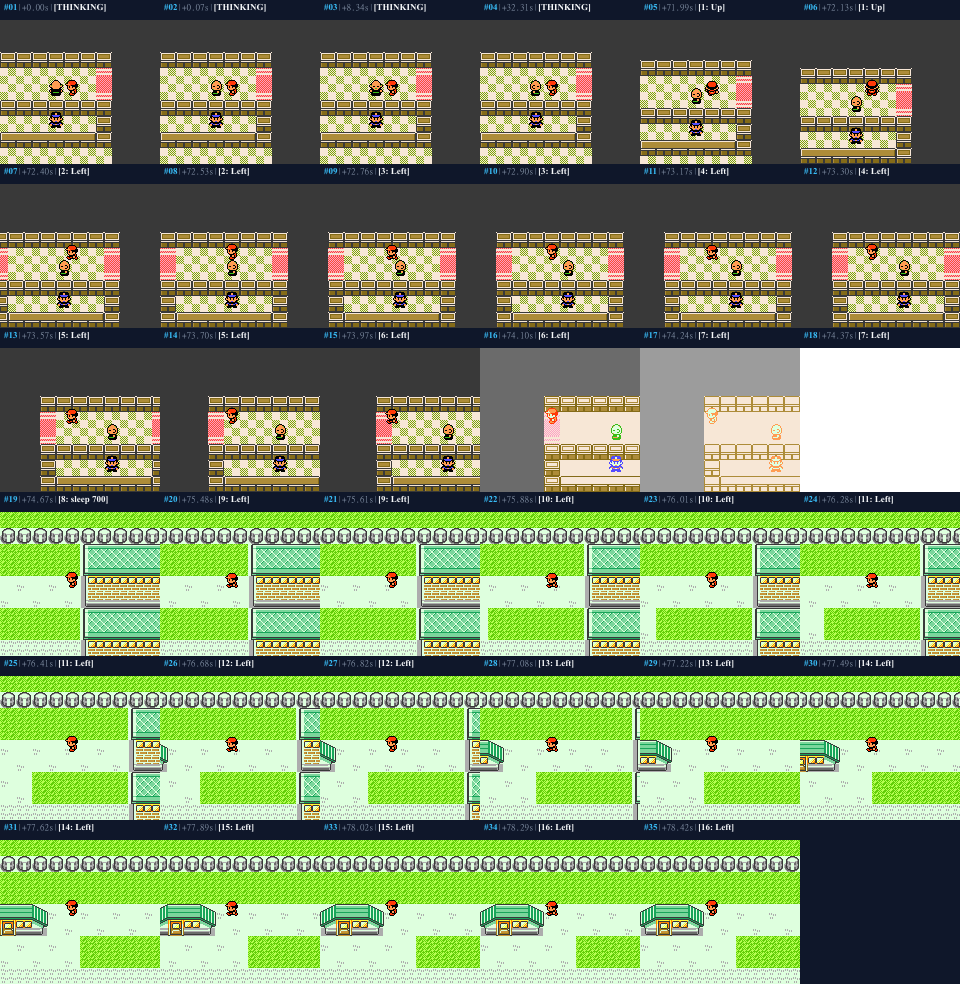 #01|+0.00s|[THINKING]
#02|+0.07s|[THINKING]
#03|+8.34s|[THINKING]
#04|+32.31s|[THINKING]
#05|+71.99s|[1: Up]
#06|+72.13s|[1: Up]
#07|+72.40s|[2: Left]
#08|+72.53s|[2: Left]
#09|+72.76s|[3: Left]
#10|+72.90s|[3: Left]
#11|+73.17s|[4: Left]
#12|+73.30s|[4: Left]
#13|+73.57s|[5: Left]
#14|+73.70s|[5: Left]
#15|+73.97s|[6: Left]
#16|+74.10s|[6: Left]
#17|+74.24s|[7: Left]
#18|+74.37s|[7: Left]
#19|+74.67s|[8: sleep 700]
#20|+75.48s|[9: Left]
#21|+75.61s|[9: Left]
#22|+75.88s|[10: Left]
#23|+76.01s|[10: Left]
#24|+76.28s|[11: Left]
#25|+76.41s|[11: Left]
#26|+76.68s|[12: Left]
#27|+76.82s|[12: Left]
#28|+77.08s|[13: Left]
#29|+77.22s|[13: Left]
#30|+77.49s|[14: Left]
#31|+77.62s|[14: Left]
#32|+77.89s|[15: Left]
#33|+78.02s|[15: Left]
#34|+78.29s|[16: Left]
#35|+78.42s|[16: Left]